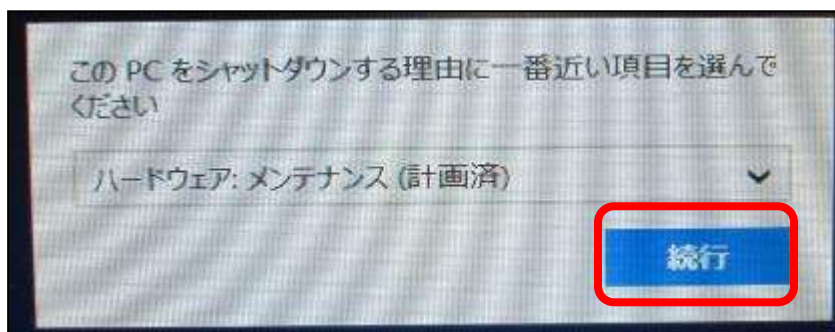 この PC をシャットダウンする理由に一番近い項目を選んで
ください
ハードウェア: メンテナンス (計画済)
続行